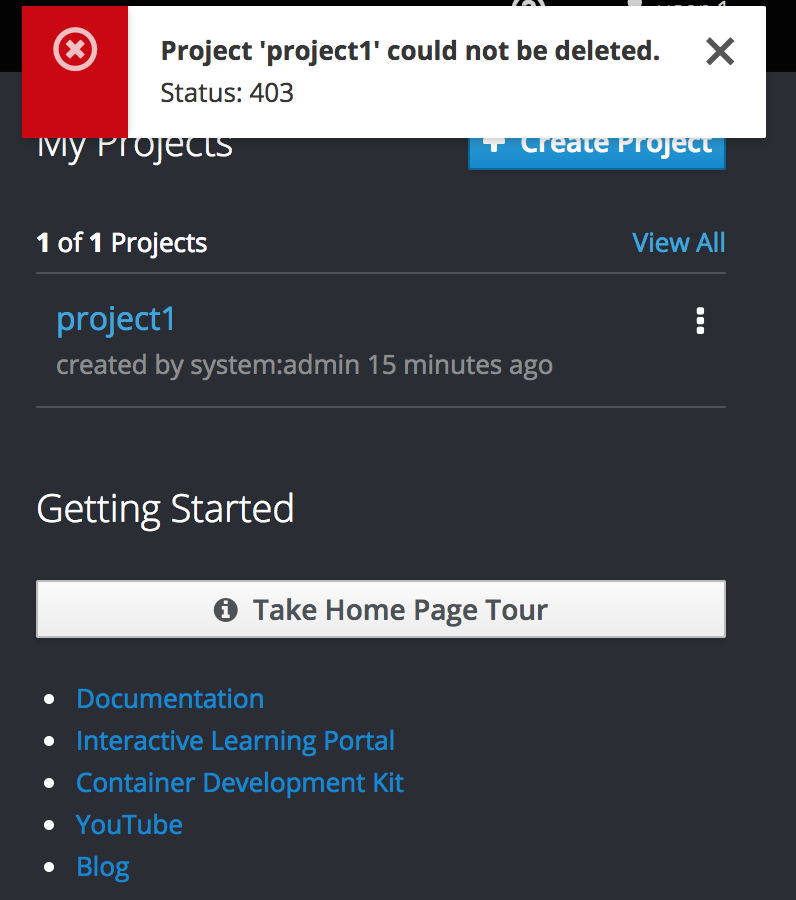 Project 'project1' could not be deleted.
Status: 403
My Projects
Create Project
1 of 1 Projects
View All
project1
created by system:admin 15 minutes ago
Getting Started
Take Home Page Tour
Documentation
Interactive Learning Portal
Container Development Kit
YouTube
Blog